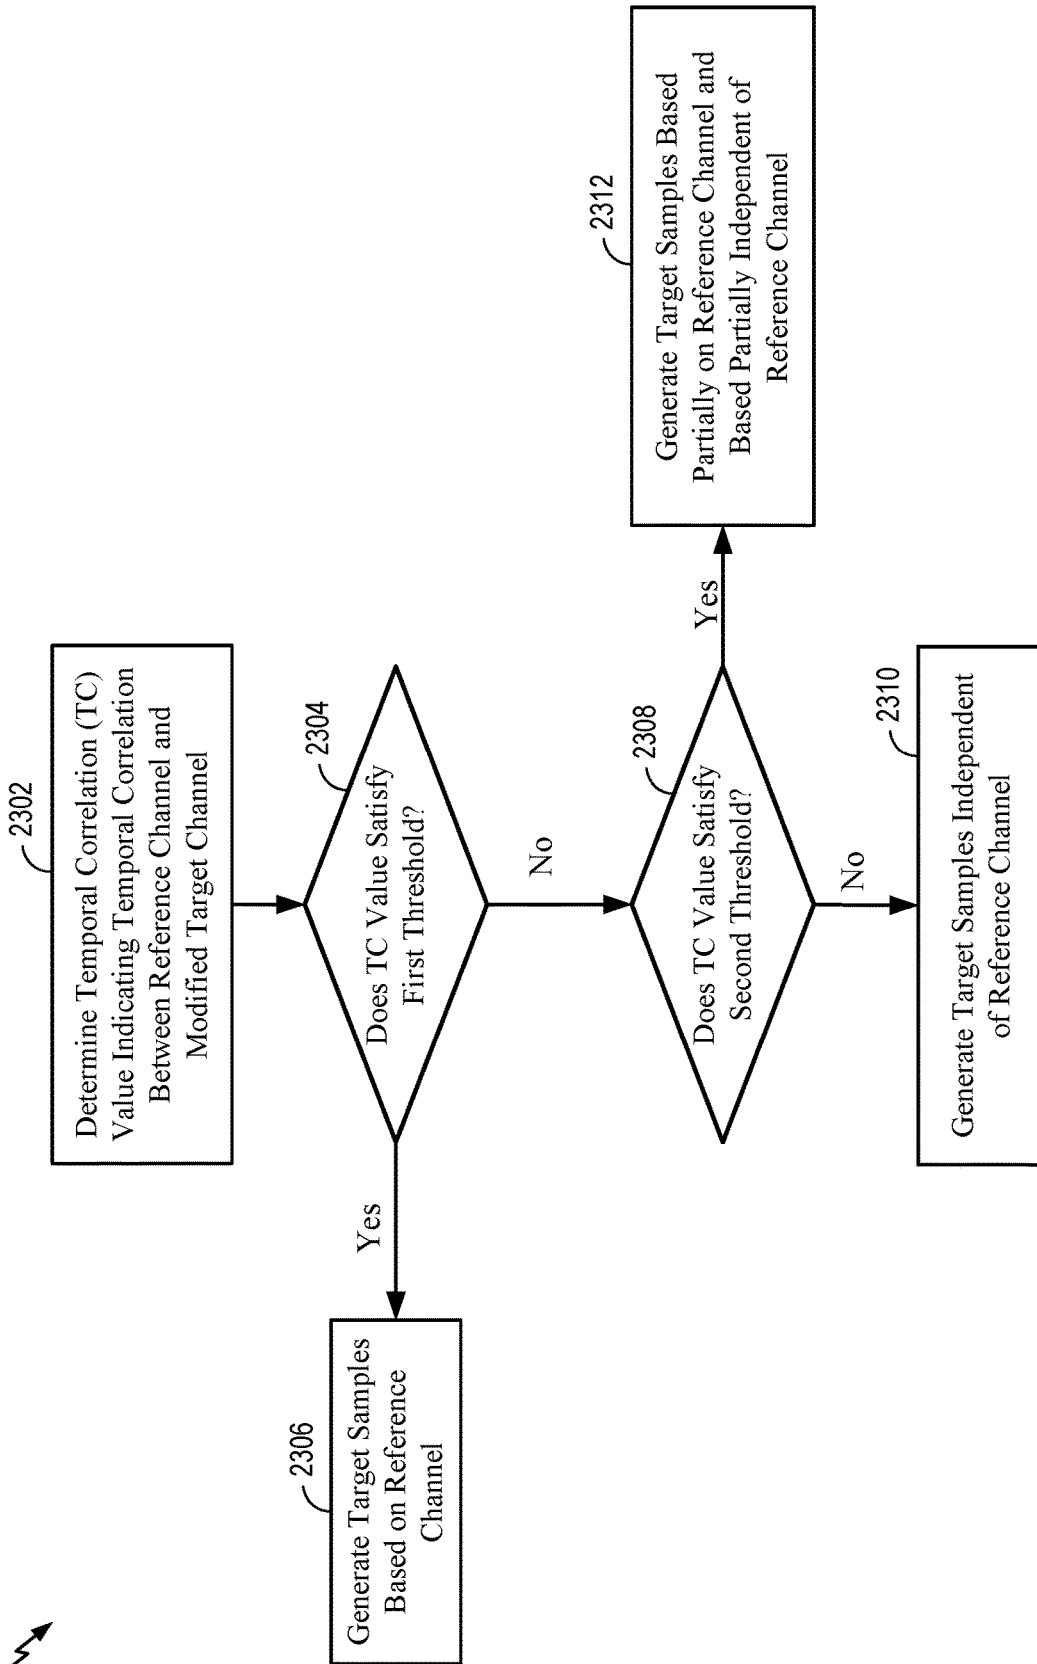 2302
Determine Temporal Correlation (TC)
Value Indicating Temporal Correlation
Between Reference Channel and
Modified Target Channel
2304
Does TC Value Satisfy
First Threshold?
Yes
No
2306
Generate Target Samples
Based on Reference
Channel
2308
Does TC Value Satisfy
Second Threshold?
Yes
No
2312
Generate Target Samples Based
Partially on Reference Channel and
Based Partially Independent of
Reference Channel
2310
Generate Target Samples Independent
of Reference Channel